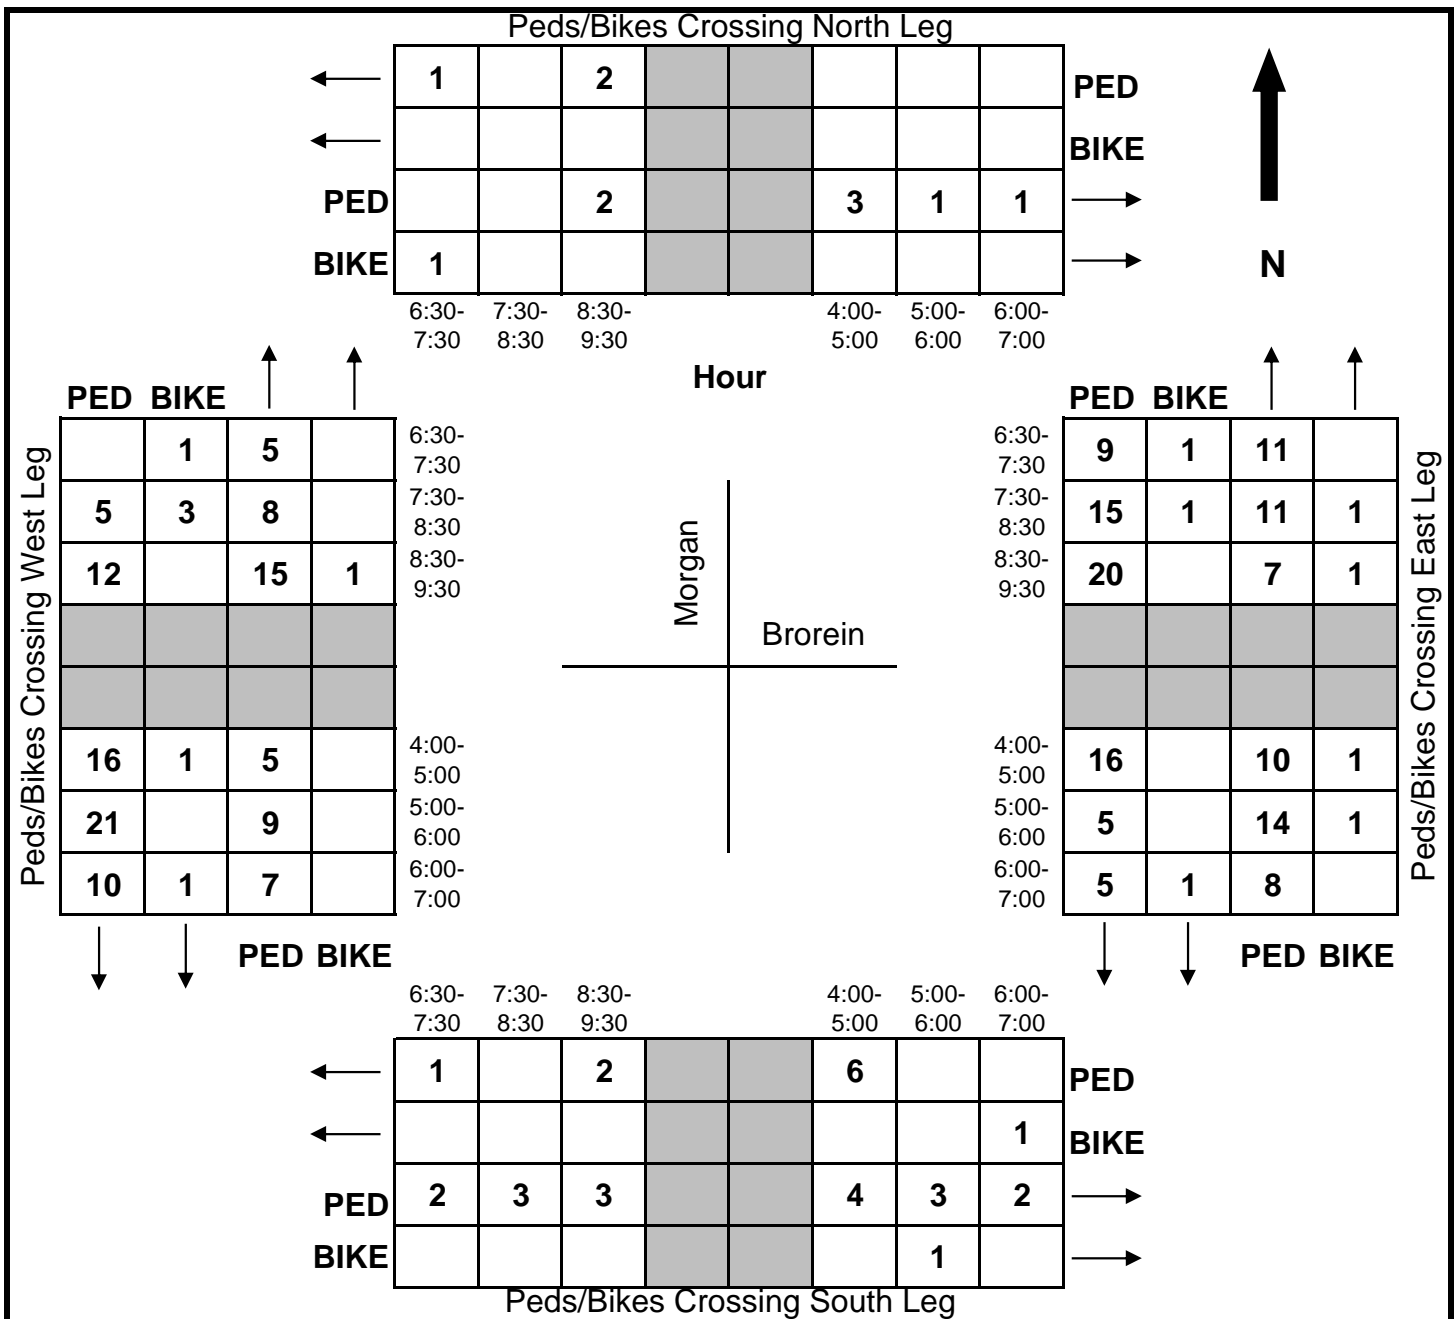 Peds/Bikes Crossing North Leg
1 2 PED
BIKE
PED 2 3 1 1
BIKE 1
N
6:30- 7:30- 8:30- 4:00- 5:00- 6:00-
7:30 8:30 9:30 5:00 6:00 7:00
Hour
PED BIKE
Peds/Bikes Crossing West Leg
1 5
5 3 8
12 15 1
16 1 5
21 9
10 1 7
PED BIKE
6:30-
7:30
7:30-
8:30
8:30-
9:30
4:00-
5:00
5:00-
6:00
6:00-
7:00
Morgan
Brorein
6:30-
7:30
7:30-
8:30
8:30-
9:30
4:00-
5:00
5:00-
6:00
6:00-
7:00
PED BIKE
9 1 11
15 1 11 1
20 7 1
16 10 1
5 14 1
5 1 8
PED BIKE
Peds/Bikes Crossing East Leg
6:30- 7:30- 8:30- 4:00- 5:00- 6:00-
7:30 8:30 9:30 5:00 6:00 7:00
1 2 6 PED
1 BIKE
PED 2 3 3 4 3 2
BIKE 1
Peds/Bikes Crossing South Leg